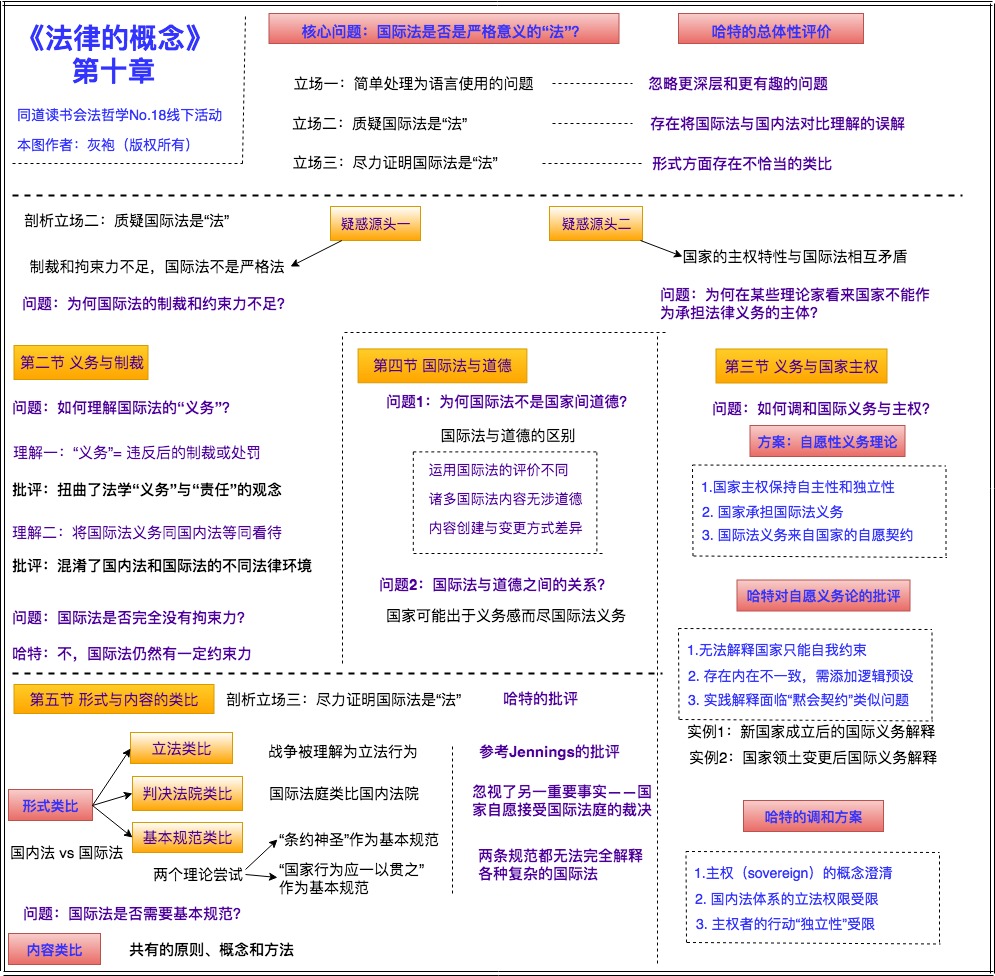 《法律的概念》
第十章
同道读书会法哲学No.18线下活动
本图作者：灰袍（版权所有）
核心问题：国际法是否是严格意义的“法”？
哈特的总体性评价
立场一：简单处理为语言使用的问题
忽略更深层和更有趣的问题
立场二：质疑国际法是“法”
存在将国际法与国内法对比理解的误解
立场三：尽力证明国际法是“法”
形式方面存在不恰当的类比
剖析立场二：质疑国际法是“法”
疑惑源头一
疑惑源头二
制裁和拘束力不足，国际法不是严格法
国家的主权特性与国际法相互矛盾
问题：为何国际法的制裁和约束力不足？
问题：为何在某些理论家看来国家不能作
为承担法律义务的主体？
第二节 义务与制裁
问题：如何理解国际法的“义务”？
理解一：“义务”= 违反后的制裁或处罚
批评：扭曲了法学“义务”与“责任”的观念
理解二：将国际法义务同国内法等同看待
批评：混淆了国内法和国际法的不同法律环境
问题：国际法是否完全没有拘束力？
哈特：不，国际法仍然有一定约束力
第四节 国际法与道德
问题1：为何国际法不是国家间道德？
国际法与道德的区别
运用国际法的评价不同
诸多国际法内容无涉道德
内容创建与变更方式差异
问题2：国际法与道德之间的关系？
国家可能出于义务感而尽国际法义务
第三节 义务与国家主权
问题：如何调和国际义务与主权？
方案：自愿性义务理论
1.国家主权保持自主性和独立性
2. 国家承担国际法义务
3. 国际法义务来自国家的自愿契约
哈特对自愿义务论的批评
1.无法解释国家只能自我约束
2. 存在内在不一致，需添加逻辑预设
3. 实践解释面临“默会契约”类似问题
实例1：新国家成立后的国际义务解释
实例2：国家领土变更后国际义务解释
哈特的调和方案
1.主权（sovereign）的概念澄清
2. 国内法体系的立法权限受限
3. 主权者的行动“独立性”受限
第五节 形式与内容的类比
剖析立场三：尽力证明国际法是“法”
哈特的批评
形式类比
国内法 vs 国际法
立法类比
战争被理解为立法行为
参考Jennings的批评
判决法院类比
国际法庭类比国内法院
忽视了另一重要事实——国
家自愿接受国际法庭的裁决
基本规范类比
两个理论尝试
“条约神圣”作为基本规范
“国家行为应一以贯之”
作为基本规范
两条规范都无法完全解释
各种复杂的国际法
问题：国际法是否需要基本规范？
内容类比
共有的原则、概念和方法